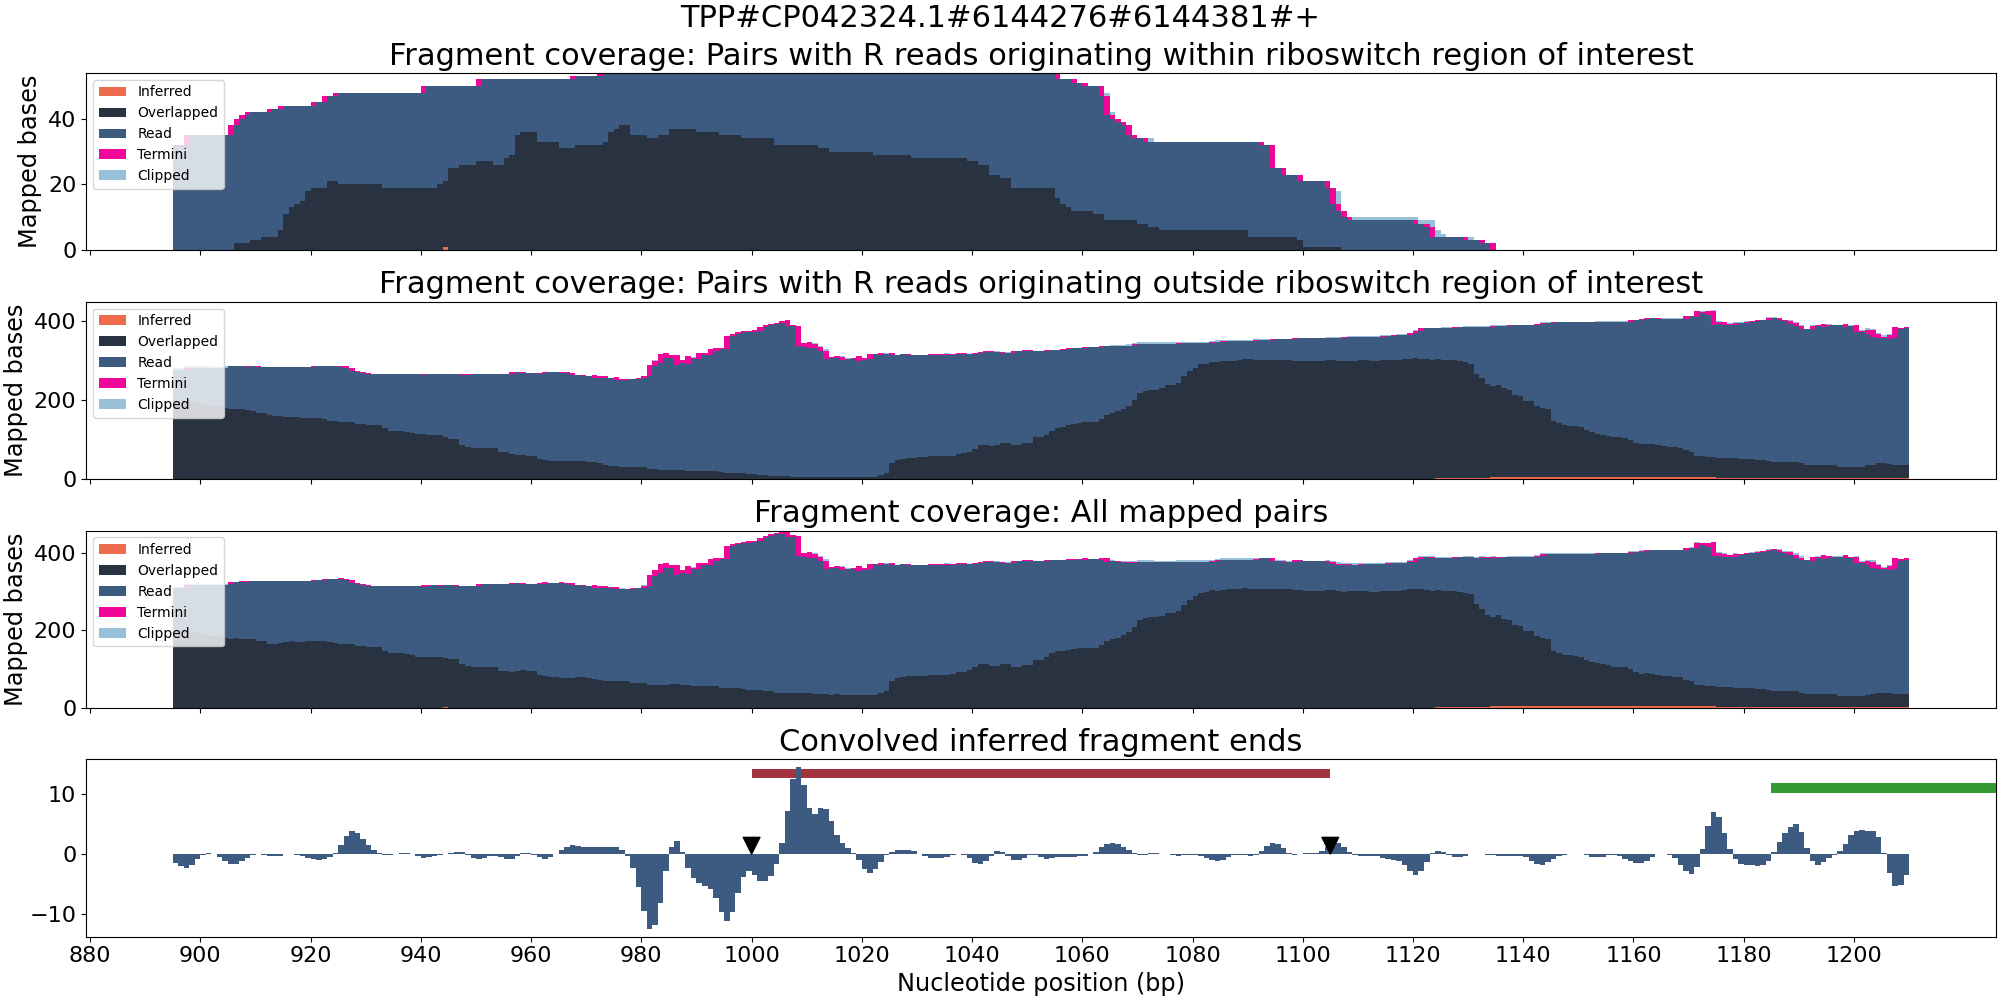 TPP#CP042324.1#6144276#6144381#+
Fragment coverage: Pairs with R reads originating within riboswitch region of interest
Mapped bases
40
20
0
Inferred
Overlapped
Read
Termini
Clipped
Fragment coverage: Pairs with R reads originating outside riboswitch region of interest
Mapped bases
400
200
0
Inferred
Overlapped
Read
Termini
Clipped
Fragment coverage: All mapped pairs
Mapped bases
400
200
0
Inferred
Overlapped
Read
Termini
Clipped
Convolved inferred fragment ends
10
0
−10
880 900 920 940 960 980 1000 1020 1040 1060 1080 1100 1120 1140 1160 1180 1200
Nucleotide position (bp)